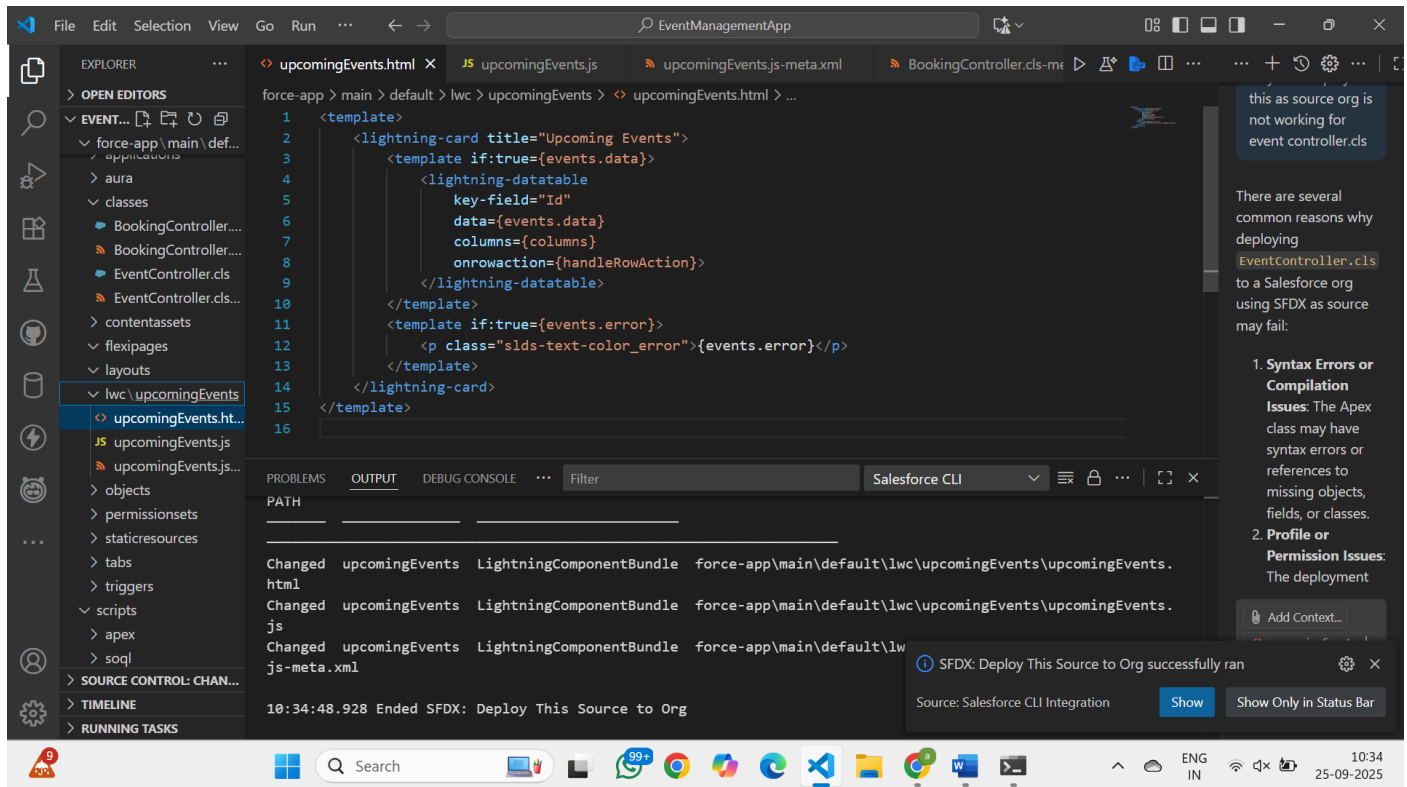 File Edit Selection View Go Run ··· EventManagementApp
EXPLORER ···
OPEN EDITORS
EVENT...
force-app\main\def...
applications
aura
classes
BookingController....
BookingController....
EventController.cls
EventController.cls...
contentassets
flexipages
layouts
lwc\upcomingEvents
upcomingEvents.ht...
upcomingEvents.js
upcomingEvents.js...
objects
permissionsets
staticresources
tabs
triggers
scripts
apex
soql
SOURCE CONTROL: CHAN...
TIMELINE
RUNNING TASKS
upcomingEvents.html JS upcomingEvents.js upcomingEvents.js-meta.xml BookingController.cls-me
force-app > main > default > lwc > upcomingEvents > upcomingEvents.html > ...
1 <template>
2 <lightning-card title="Upcoming Events">
3 <template if:true={events.data}>
4 <lightning-datatable
5 key-field="Id"
6 data={events.data}
7 columns={columns}
8 onrowaction={handleRowAction}>
9 </lightning-datatable>
10 </template>
11 <template if:true={events.error}>
12 <p class="slds-text-color_error">{events.error}</p>
13 </template>
14 </lightning-card>
15 </template>
16
PROBLEMS OUTPUT DEBUG CONSOLE ··· Filter Salesforce CLI
PATH
Changed upcomingEvents LightningComponentBundle force-app\main\default\lwc\upcomingEvents\upcomingEvents.
html
Changed upcomingEvents LightningComponentBundle force-app\main\default\lwc\upcomingEvents\upcomingEvents.
js
Changed upcomingEvents LightningComponentBundle force-app\main\default\lw
js-meta.xml
10:34:48.928 Ended SFDX: Deploy This Source to Org
this as source org is
not working for
event controller.cls
There are several
common reasons why
deploying
EventController.cls
to a Salesforce org
using SFDX as source
may fail:
1. Syntax Errors or
Compilation
Issues: The Apex
class may have
syntax errors or
references to
missing objects,
fields, or classes.
2. Profile or
Permission Issues:
The deployment
Add Context...
SFDX: Deploy This Source to Org successfully ran
Source: Salesforce CLI Integration Show Show Only in Status Bar
9
Search
99+
a
ENG
IN
10:34
25-09-2025